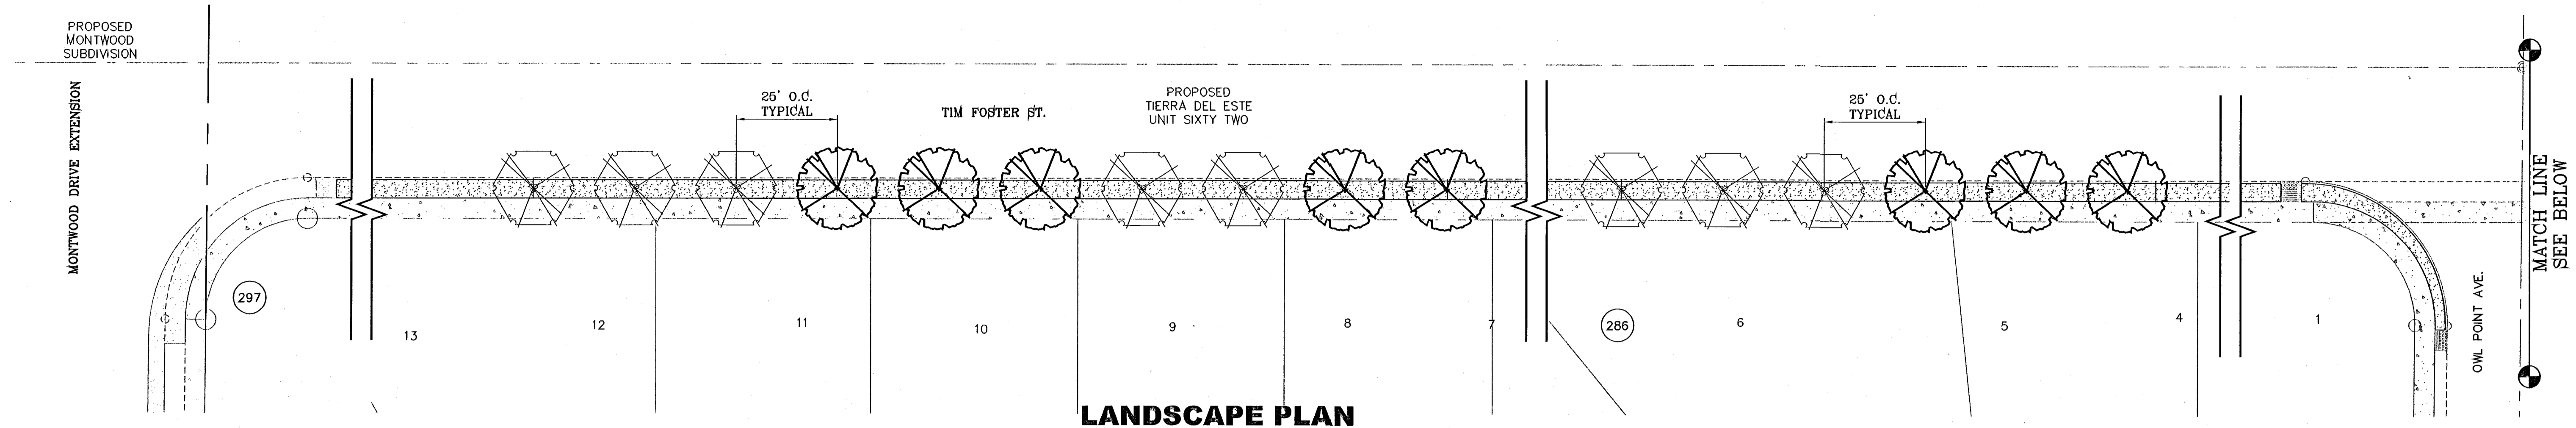 PROPOSED
MONTWOOD
SUBDIVISION
MONTWOOD DRIVE EXTENSION
25' O.C.
TYPICAL
TIM FOSTER ST.
PROPOSED
TIERRA DEL ESTE
UNIT SIXTY TWO
25' O.C.
TYPICAL
MATCH LINE
SEE BELOW
OWL POINT AVE.
297
13
12
11
10
9
8
7
286
6
5
4
1
LANDSCAPE PLAN